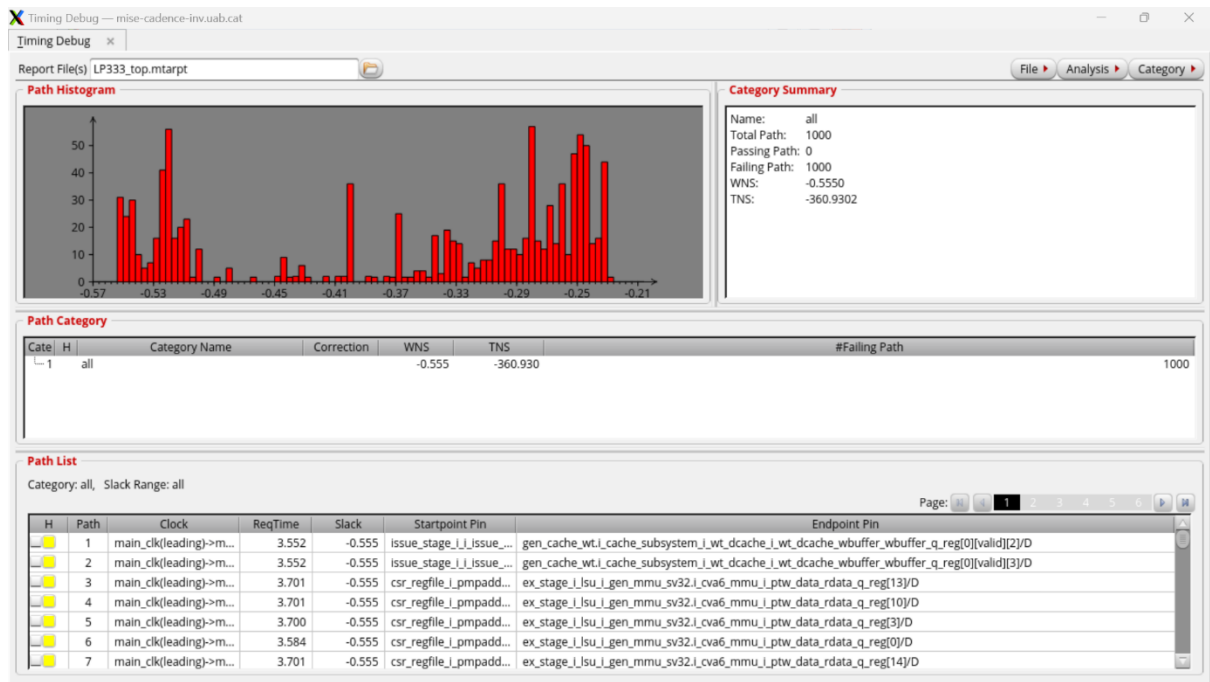 Timing Debug — mise-cadence-inv.uab.cat
Timing Debug
Report File(s) LP333_top.mtarpt
File Analysis Category
Path Histogram
50
40
30
20
10
0
-0.57 -0.53 -0.49 -0.45 -0.41 -0.37 -0.33 -0.29 -0.25 -0.21
Category Summary
Name: all
Total Path: 1000
Passing Path: 0
Failing Path: 1000
WNS: -0.5550
TNS: -360.9302
Path Category
Cate H Category Name Correction WNS TNS #Failing Path
1 all -0.555 -360.930 1000
Path List
Category: all, Slack Range: all
Page: 1 2 3 4 5 6
H Path Clock ReqTime Slack Startpoint Pin Endpoint Pin
1 main_clk(leading)->m... 3.552 -0.555 issue_stage_i_i_issue_... gen_cache_wt.i_cache_subsystem_i_wt_dcache_i_wt_dcache_wbuffer_wbuffer_q_reg[0][valid][2]/D
2 main_clk(leading)->m... 3.552 -0.555 issue_stage_i_i_issue_... gen_cache_wt.i_cache_subsystem_i_wt_dcache_i_wt_dcache_wbuffer_wbuffer_q_reg[0][valid][3]/D
3 main_clk(leading)->m... 3.701 -0.555 csr_regfile_i_pmpadd... ex_stage_i_lsu_i_gen_mmu_sv32.i_cva6_mmu_i_ptw_data_rdata_q_reg[13]/D
4 main_clk(leading)->m... 3.701 -0.555 csr_regfile_i_pmpadd... ex_stage_i_lsu_i_gen_mmu_sv32.i_cva6_mmu_i_ptw_data_rdata_q_reg[10]/D
5 main_clk(leading)->m... 3.700 -0.555 csr_regfile_i_pmpadd... ex_stage_i_lsu_i_gen_mmu_sv32.i_cva6_mmu_i_ptw_data_rdata_q_reg[3]/D
6 main_clk(leading)->m... 3.584 -0.555 csr_regfile_i_pmpadd... ex_stage_i_lsu_i_gen_mmu_sv32.i_cva6_mmu_i_ptw_data_rdata_q_reg[0]/D
7 main_clk(leading)->m... 3.701 -0.555 csr_regfile_i_pmpadd... ex_stage_i_lsu_i_gen_mmu_sv32.i_cva6_mmu_i_ptw_data_rdata_q_reg[14]/D